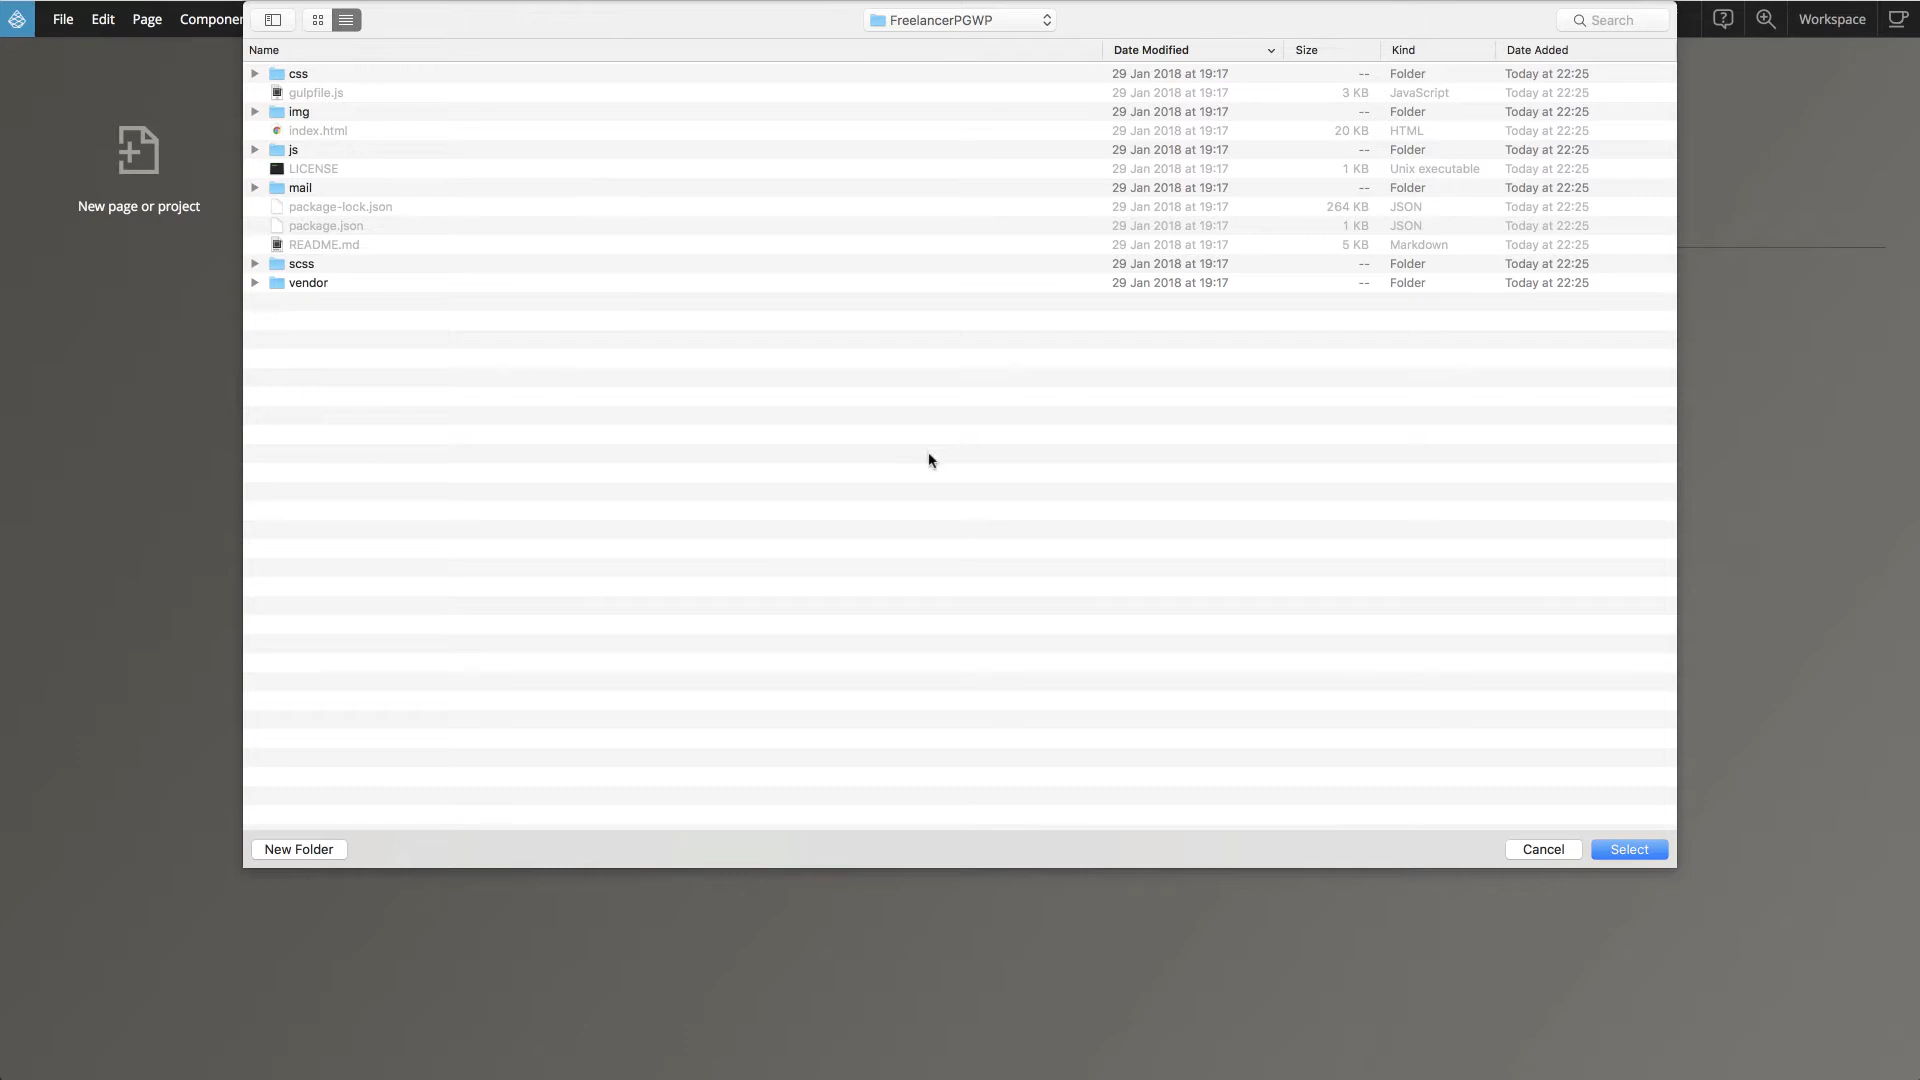 File Edit Page Componen FreelancerPGWP Search Workspace
Name Date Modified Size Kind Date Added
css 29 Jan 2018 at 19:17 -- Folder Today at 22:25
gulpfile.js 29 Jan 2018 at 19:17 3 KB JavaScript Today at 22:25
img 29 Jan 2018 at 19:17 -- Folder Today at 22:25
index.html 29 Jan 2018 at 19:17 20 KB HTML Today at 22:25
js 29 Jan 2018 at 19:17 -- Folder Today at 22:25
LICENSE 29 Jan 2018 at 19:17 1 KB Unix executable Today at 22:25
mail 29 Jan 2018 at 19:17 -- Folder Today at 22:25
package-lock.json 29 Jan 2018 at 19:17 264 KB JSON Today at 22:25
New page or project
package.json 29 Jan 2018 at 19:17 1 KB JSON Today at 22:25
README.md 29 Jan 2018 at 19:17 5 KB Markdown Today at 22:25
scss 29 Jan 2018 at 19:17 -- Folder Today at 22:25
vendor 29 Jan 2018 at 19:17 -- Folder Today at 22:25
New Folder Cancel Select